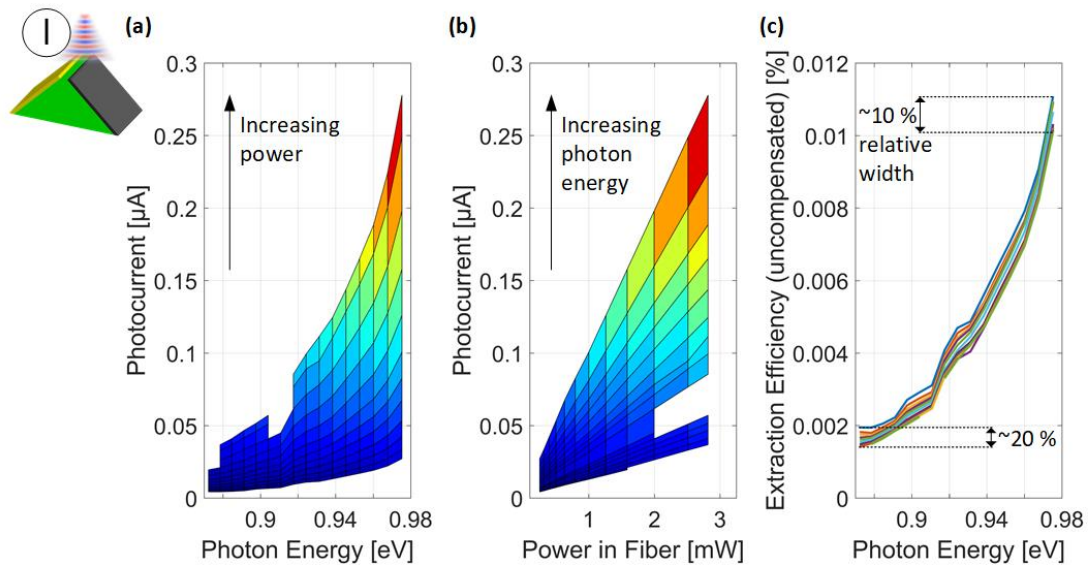 I
(a)
(b)
(c)
0.3
0.25
0.2
0.15
0.1
0.05
0
Photocurrent [µA]
Increasing
power
0.9
0.94
0.98
Photon Energy [eV]
0.3
0.25
0.2
0.15
0.1
0.05
0
Photocurrent [µA]
Increasing
photon
energy
1
2
3
Power in Fiber [mW]
0.012
0.01
0.008
0.006
0.004
0.002
0
Extraction Efficiency (uncompensated) [%]
~10 %
relative
width
~20 %
0.9
0.94
0.98
Photon Energy [eV]